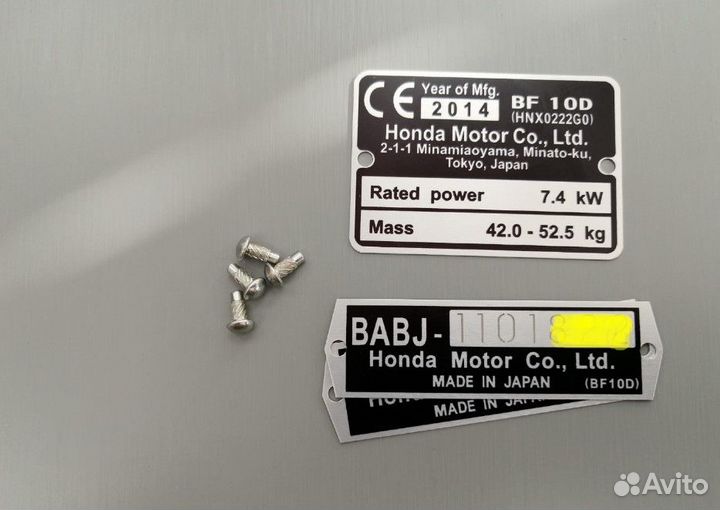 CE Year of Mfg.
2014 BF 10D
(HNX0222G0)
Honda Motor Co., Ltd.
2-1-1 Minamiaoyama, Minato-ku,
Tokyo, Japan
Rated power 7.4 kW
Mass 42.0 - 52.5 kg
BABJ-11018
Honda Motor Co., Ltd.
MADE IN JAPAN (BF10D)
MADE IN JAPAN
Avito